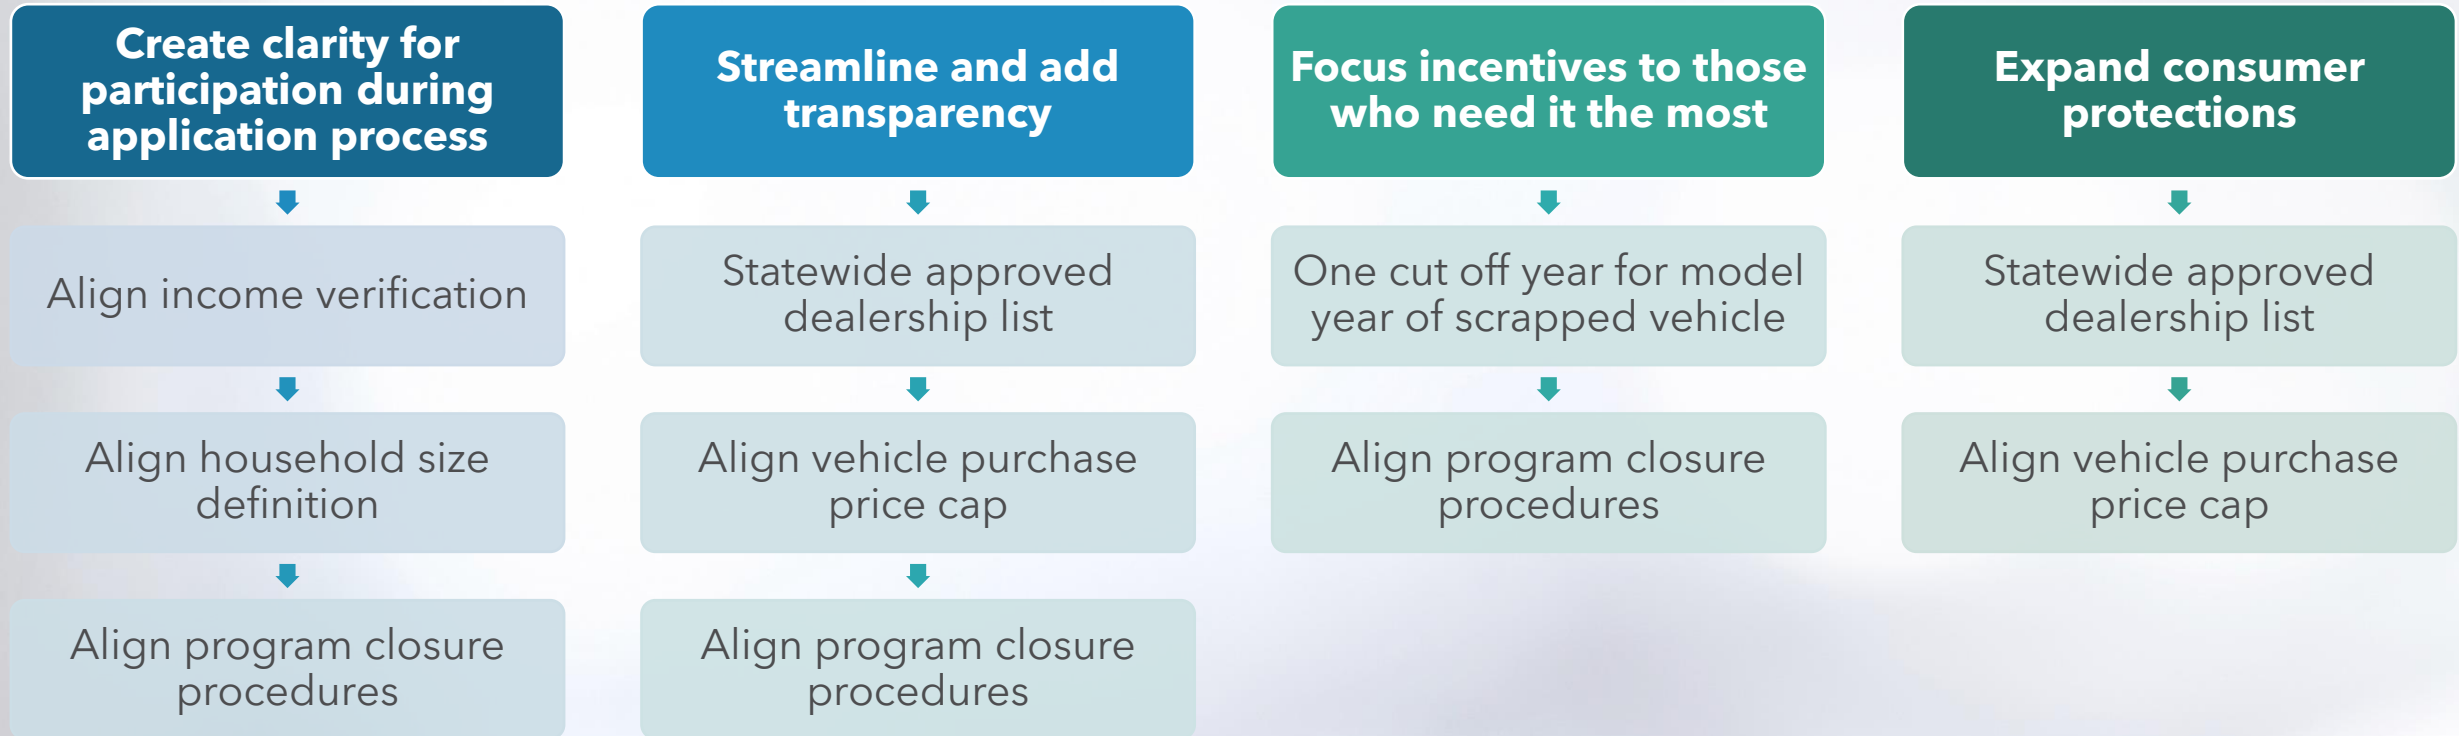 Create clarity for
participation during
application process
Align income verification
Align household size
definition
Align program closure
procedures
Streamline and add
transparency
Statewide approved
dealership list
Align vehicle purchase
price cap
Align program closure
procedures
Focus incentives to those
who need it the most
One cut off year for model
year of scrapped vehicle
Align program closure
procedures
Expand consumer
protections
Statewide approved
dealership list
Align vehicle purchase
price cap